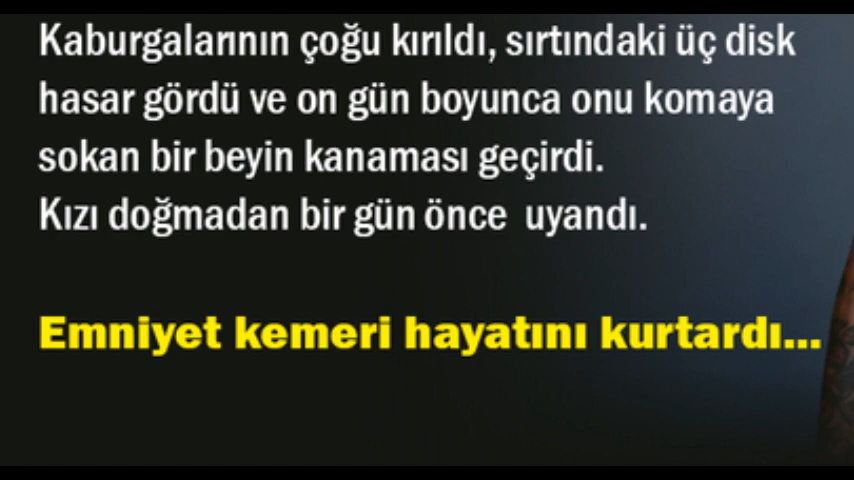 Kaburgalarının çoğu kırıldı, sırtındaki üç disk
hasar gördü ve on gün boyunca onu komaya
sokan bir beyin kanaması geçirdi.
Kızı doğmadan bir gün önce uyandı.
Emniyet kemeri hayatını kurtardı...